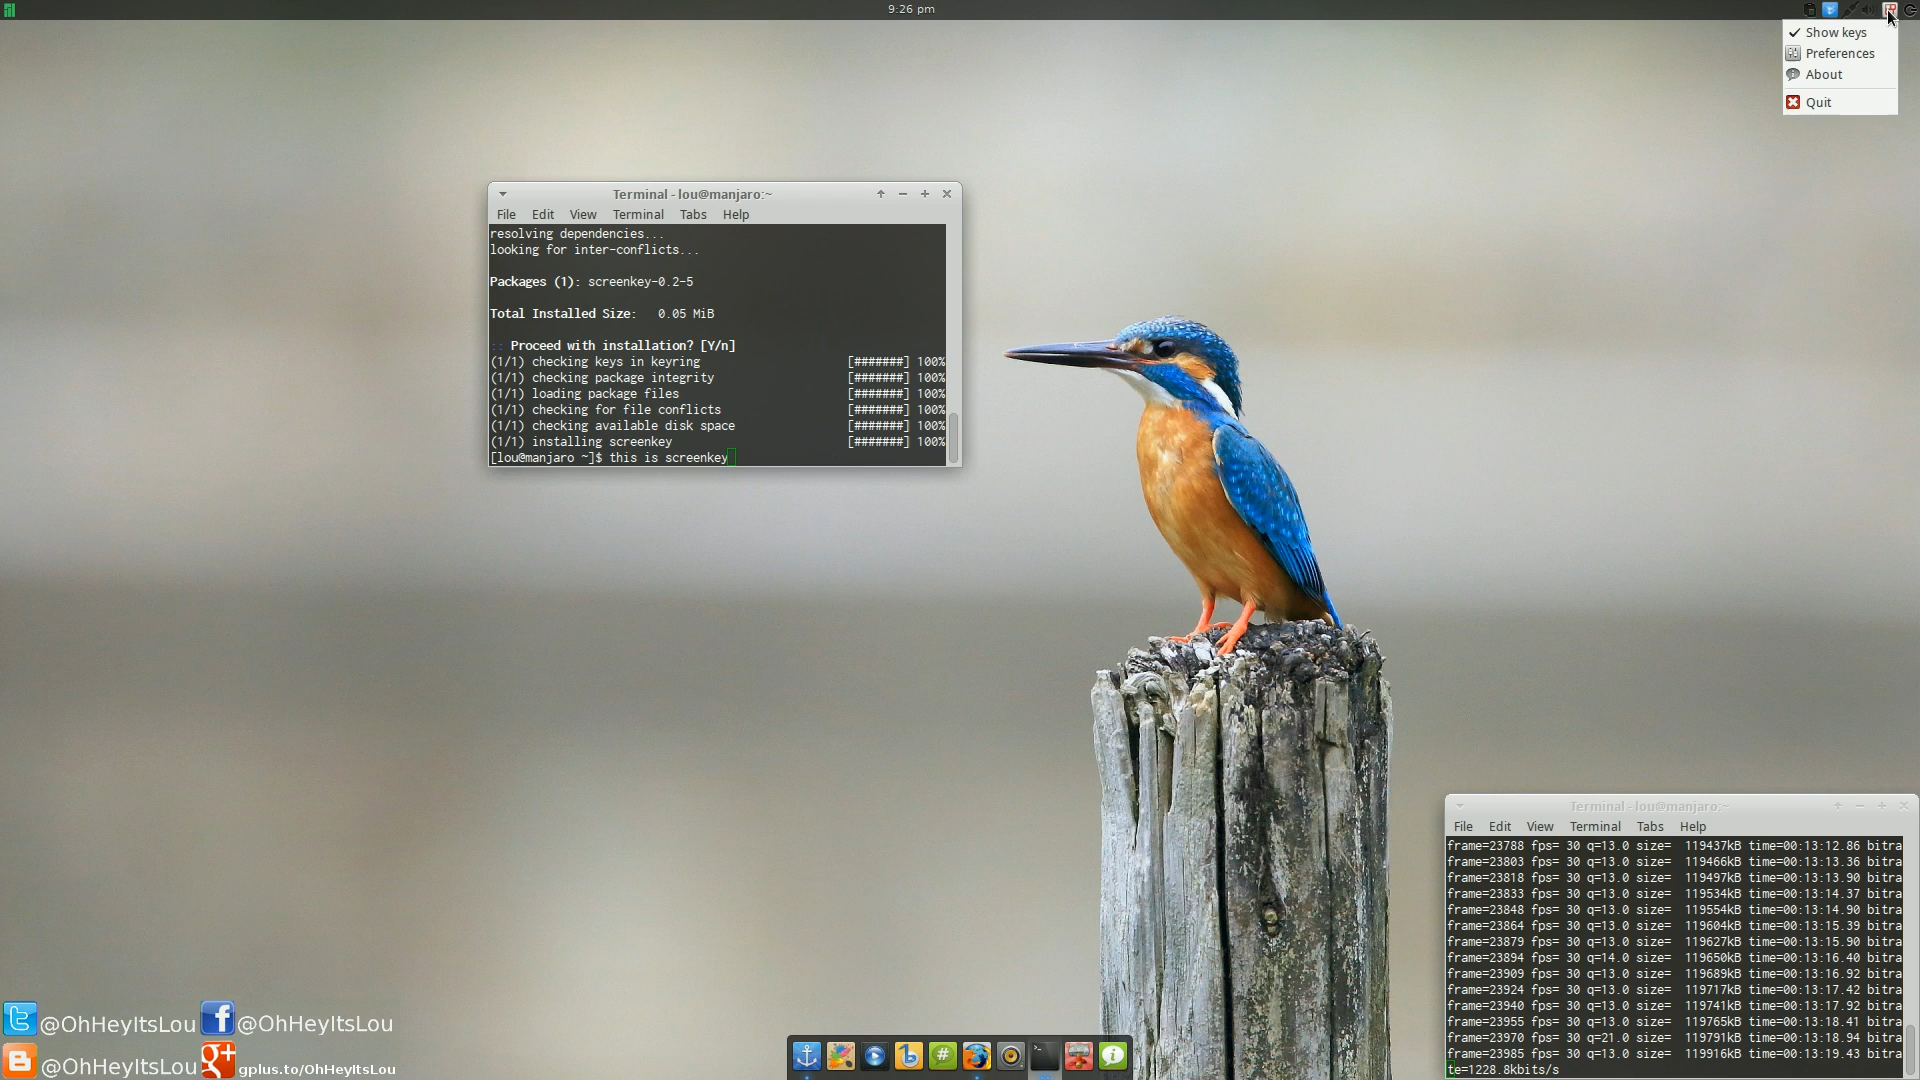 9:26 pm
Show keys
Preferences
About
Quit
Terminal - lou@manjaro:~
File Edit View Terminal Tabs Help
resolving dependencies...
looking for inter-conflicts...
Packages (1): screenkey-0.2-5
Total Installed Size:   0.05 MiB
:: Proceed with installation? [Y/n]
(1/1) checking keys in keyring [#######] 100%
(1/1) checking package integrity [#######] 100%
(1/1) loading package files [#######] 100%
(1/1) checking for file conflicts [#######] 100%
(1/1) checking available disk space [#######] 100%
(1/1) installing screenkey [#######] 100%
[lou@manjaro ~]$ this is screenkey
Terminal - lou@manjaro:~
File Edit View Terminal Tabs Help
frame=23788 fps= 30 q=13.0 size=  119437kB time=00:13:12.86 bitra
frame=23803 fps= 30 q=13.0 size=  119466kB time=00:13:13.36 bitra
frame=23818 fps= 30 q=13.0 size=  119497kB time=00:13:13.90 bitra
frame=23833 fps= 30 q=13.0 size=  119534kB time=00:13:14.37 bitra
frame=23848 fps= 30 q=13.0 size=  119554kB time=00:13:14.90 bitra
frame=23864 fps= 30 q=13.0 size=  119604kB time=00:13:15.39 bitra
frame=23879 fps= 30 q=13.0 size=  119627kB time=00:13:15.90 bitra
frame=23894 fps= 30 q=14.0 size=  119650kB time=00:13:16.40 bitra
frame=23909 fps= 30 q=13.0 size=  119689kB time=00:13:16.92 bitra
frame=23924 fps= 30 q=13.0 size=  119717kB time=00:13:17.42 bitra
frame=23940 fps= 30 q=13.0 size=  119741kB time=00:13:17.92 bitra
frame=23955 fps= 30 q=13.0 size=  119765kB time=00:13:18.41 bitra
frame=23970 fps= 30 q=21.0 size=  119791kB time=00:13:18.94 bitra
frame=23985 fps= 30 q=13.0 size=  119916kB time=00:13:19.43 bitra
te=1228.8kbits/s
@OhHeyItsLou @OhHeyItsLou
@OhHeyItsLou gplus.to/OhHeyItsLou